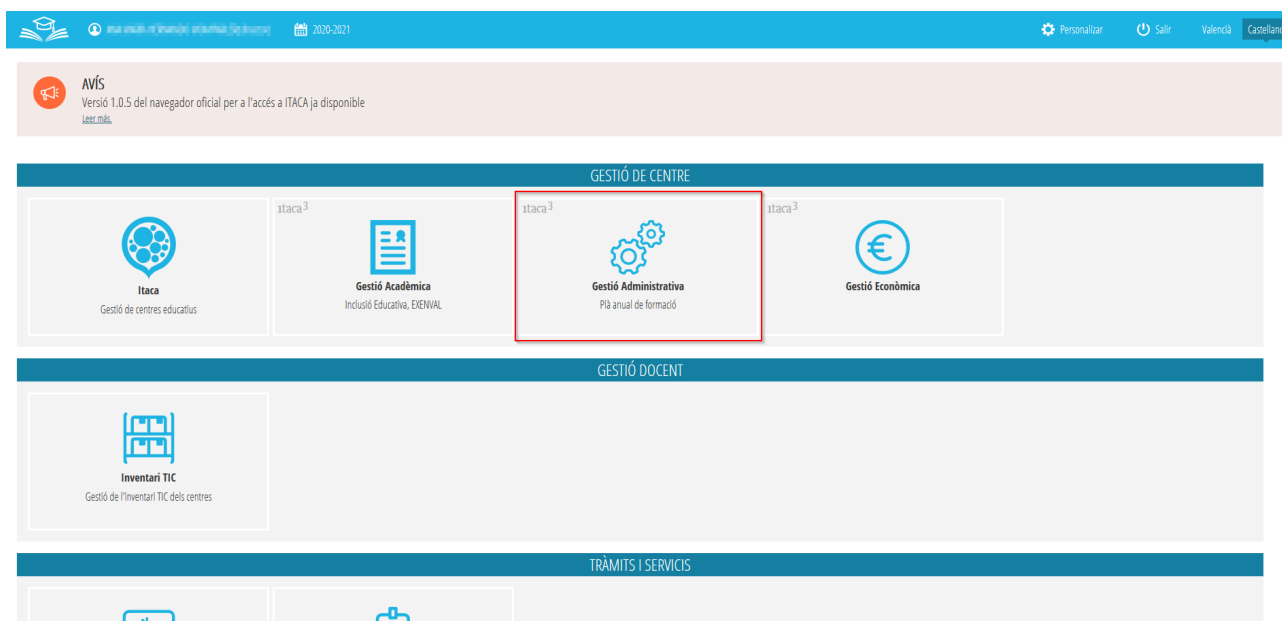 2020-2021
Personalizar
Salir
Valencià
Castellano
AVÍS
Versió 1.0.5 del navegador oficial per a l'accés a ITACA ja disponible
Leer más.
GESTIÓ DE CENTRE
Itaca
Gestió de centres educatius
itaca3
Gestió Acadèmica
Inclusió Educativa, EXENVAL
itaca3
Gestió Administrativa
Plà anual de formació
itaca3
Gestió Econòmica
GESTIÓ DOCENT
Inventari TIC
Gestió de l'Inventari TIC dels centres
TRÀMITS I SERVICIS